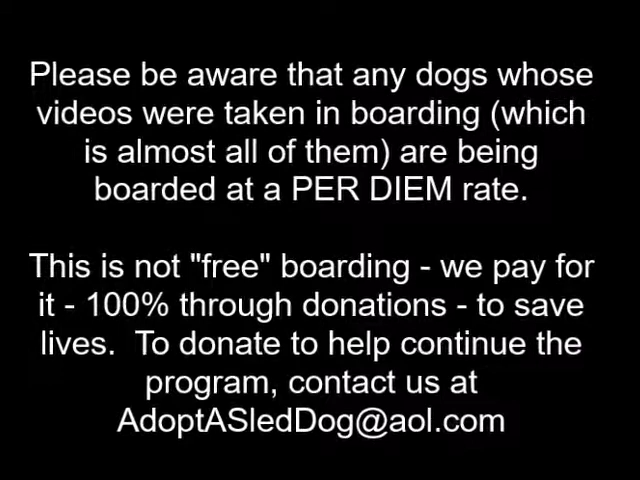 Please be aware that any dogs whose
videos were taken in boarding (which
is almost all of them) are being
boarded at a PER DIEM rate.
This is not "free" boarding - we pay for
it - 100% through donations - to save
lives.  To donate to help continue the
program, contact us at
AdoptASledDog@aol.com